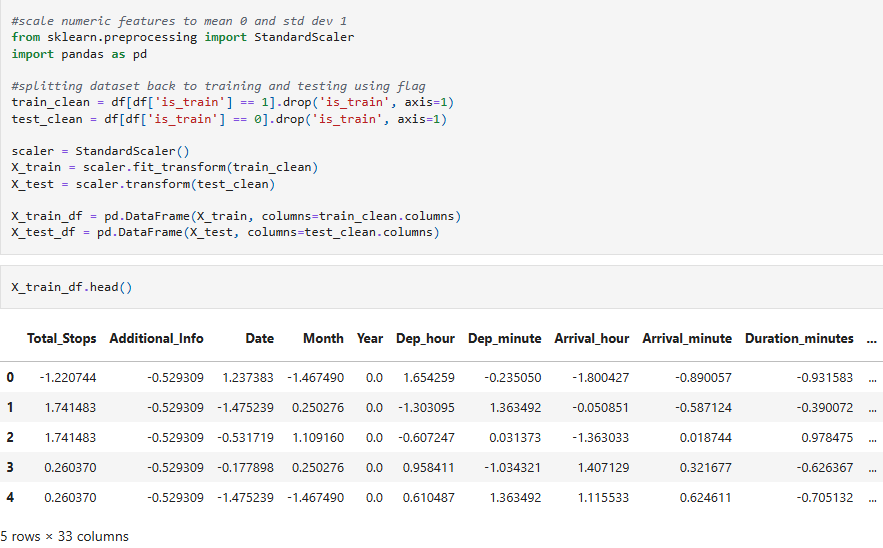 #scale numeric features to mean 0 and std dev 1
from sklearn.preprocessing import StandardScaler
import pandas as pd
#splitting dataset back to training and testing using flag
train_clean = df[df['is_train'] == 1].drop('is_train', axis=1)
test_clean = df[df['is_train'] == 0].drop('is_train', axis=1)
scaler = StandardScaler()
X_train = scaler.fit_transform(train_clean)
X_test = scaler.transform(test_clean)
X_train_df = pd.DataFrame(X_train, columns=train_clean.columns)
X_test_df = pd.DataFrame(X_test, columns=test_clean.columns)
X_train_df.head()
Total_Stops Additional_Info Date Month Year Dep_hour Dep_minute Arrival_hour Arrival_minute Duration_minutes ...
0 -1.220744 -0.529309 1.237383 -1.467490 0.0 1.654259 -0.235050 -1.800427 -0.890057 -0.931583 ...
1 1.741483 -0.529309 -1.475239 0.250276 0.0 -1.303095 1.363492 -0.050851 -0.587124 -0.390072 ...
2 1.741483 -0.529309 -0.531719 1.109160 0.0 -0.607247 0.031373 -1.363033 0.018744 0.978475 ...
3 0.260370 -0.529309 -0.177898 0.250276 0.0 0.958411 -1.034321 1.407129 0.321677 -0.626367 ...
4 0.260370 -0.529309 -1.475239 -1.467490 0.0 0.610487 1.363492 1.115533 0.624611 -0.705132 ...
5 rows × 33 columns